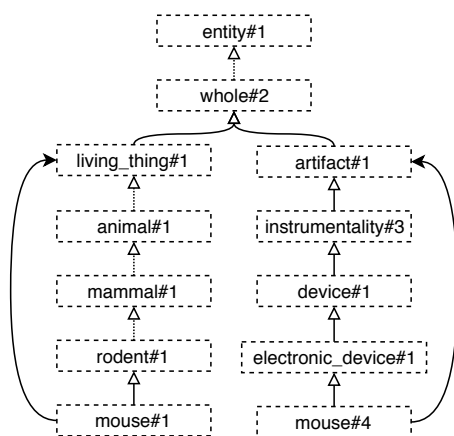 entity#1
whole#2
living_thing#1
artifact#1
animal#1
instrumentality#3
mammal#1
device#1
rodent#1
electronic_device#1
mouse#1
mouse#4